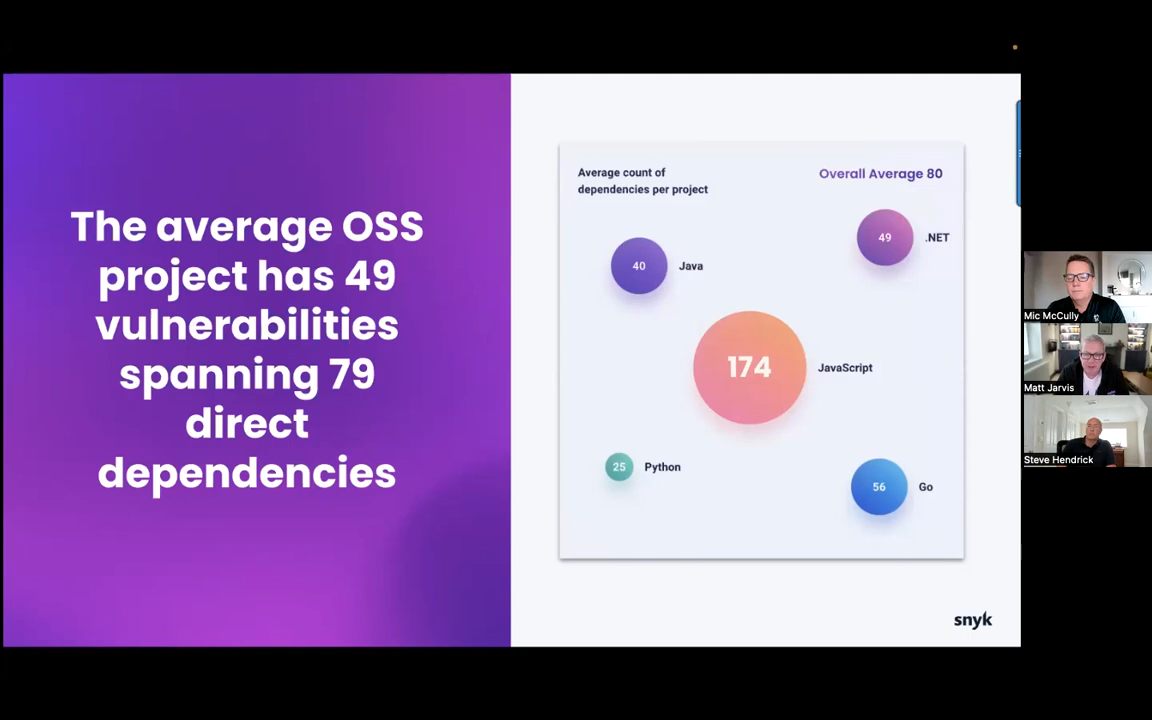 The average OSS
project has 49
vulnerabilities
spanning 79
direct
dependencies
Average count of
dependencies per project
Overall Average 80
49
.NET
40
Java
174
JavaScript
25
Python
56
Go
snyk
Mic McCully
Matt Jarvis
Steve Hendrick